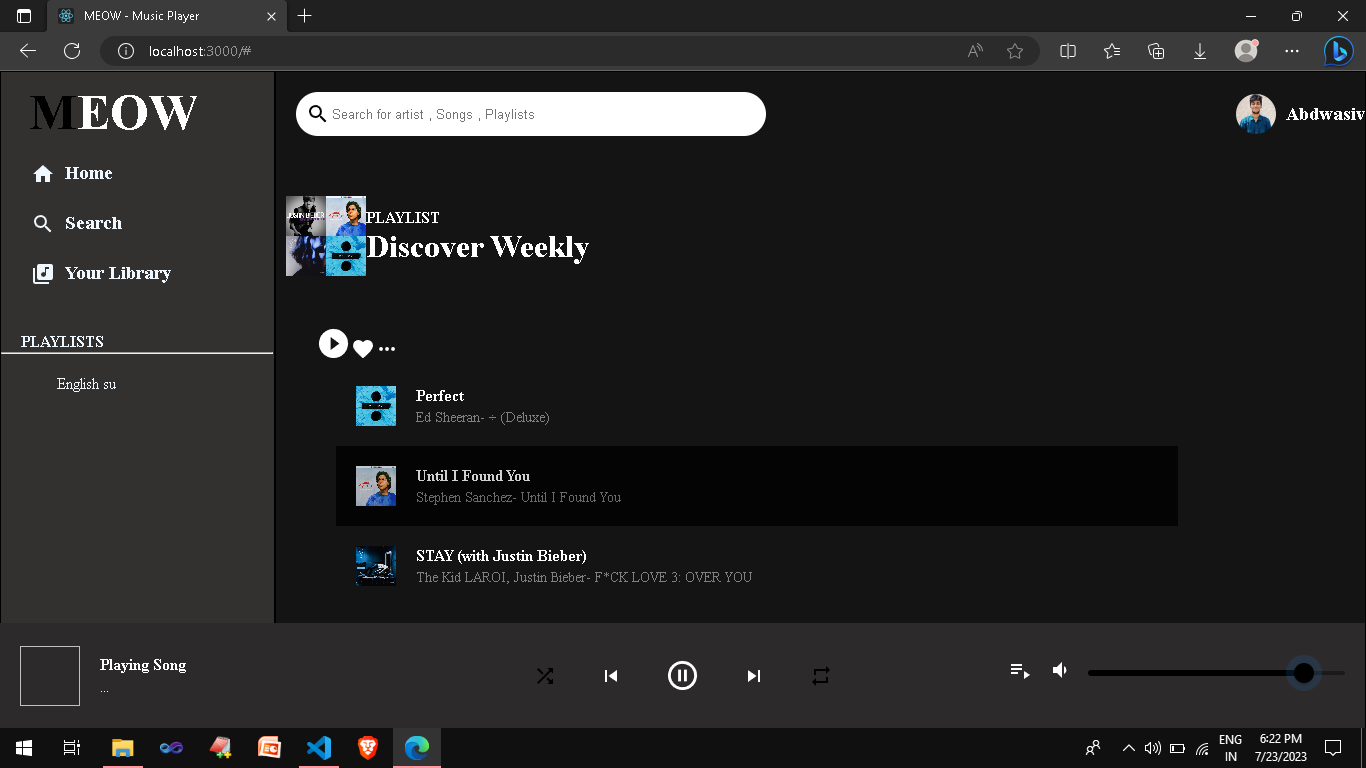 MEOW - Music Player
localhost:3000/#
MEOW
Search for artist , Songs , Playlists
Abdwasiv
Home
Search
Your Library
PLAYLISTS
English su
JUSTIN BIEBER
PLAYLIST
Discover Weekly
Perfect
Ed Sheeran- ÷ (Deluxe)
Until I Found You
Stephen Sanchez- Until I Found You
STAY (with Justin Bieber)
The Kid LAROI, Justin Bieber- F*CK LOVE 3: OVER YOU
Playing Song
...
ENG
IN
6:22 PM
7/23/2023